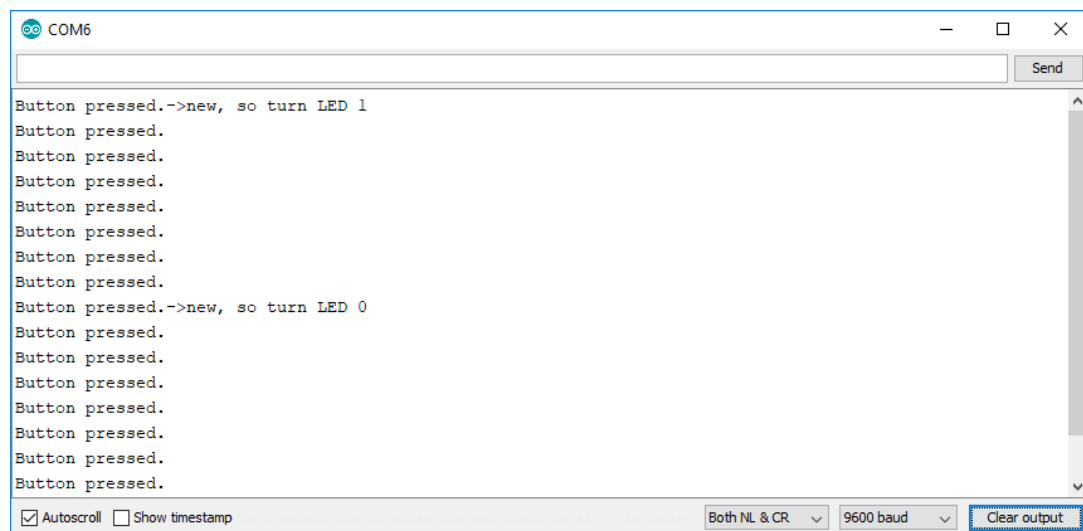 COM6
Send
Button pressed.->new, so turn LED 1
Button pressed.
Button pressed.
Button pressed.
Button pressed.
Button pressed.
Button pressed.
Button pressed.
Button pressed.->new, so turn LED 0
Button pressed.
Button pressed.
Button pressed.
Button pressed.
Button pressed.
Button pressed.
Button pressed.
Autoscroll Show timestamp Both NL & CR 9600 baud Clear output